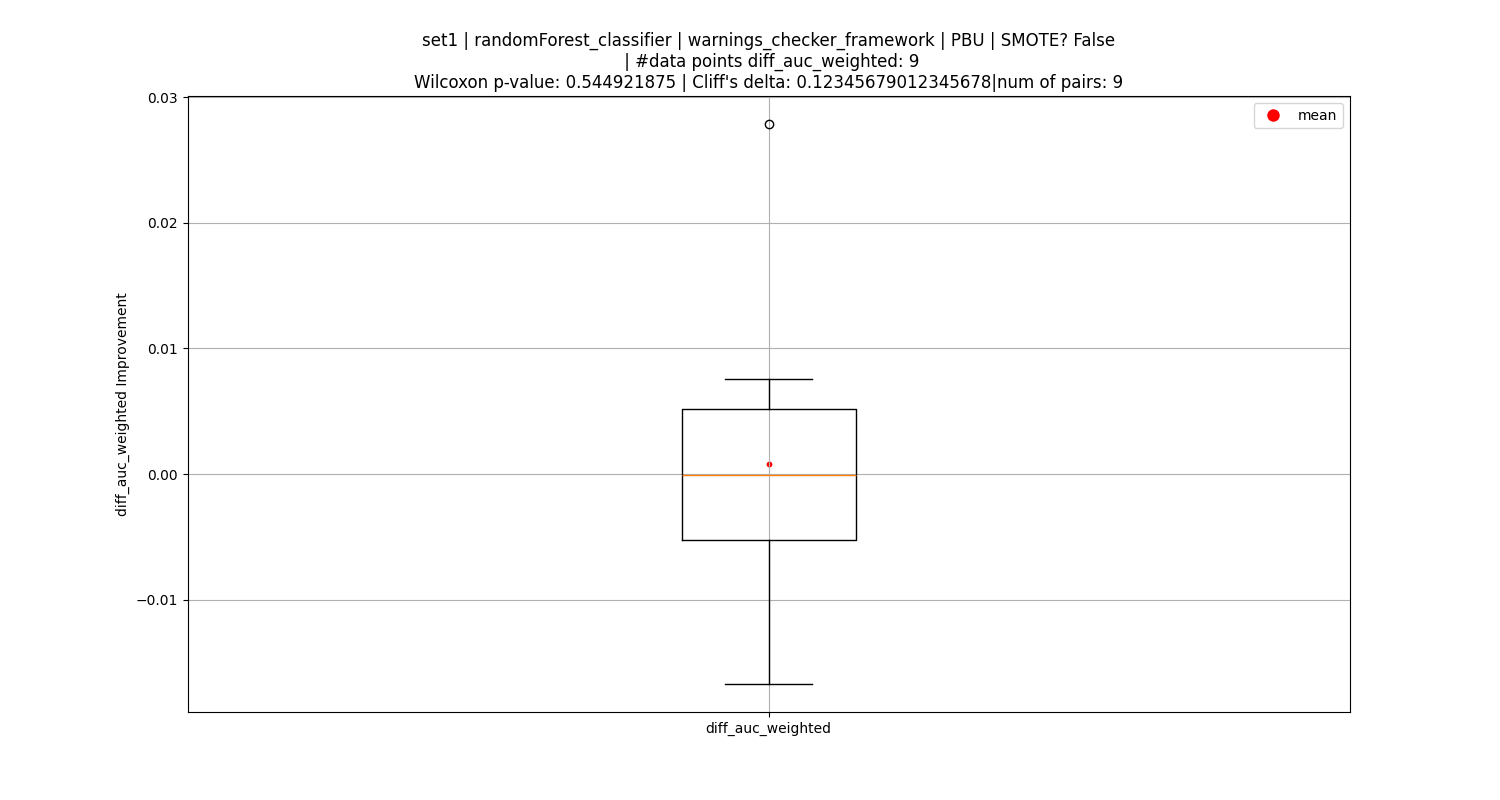 set1 | randomForest_classifier | warnings_checker_framework | PBU | SMOTE? False
| #data points diff_auc_weighted: 9
Wilcoxon p-value: 0.544921875 | Cliff's delta: 0.12345679012345678|num of pairs: 9
mean
0.03
0.02
0.01
0.00
−0.01
diff_auc_weighted Improvement
diff_auc_weighted